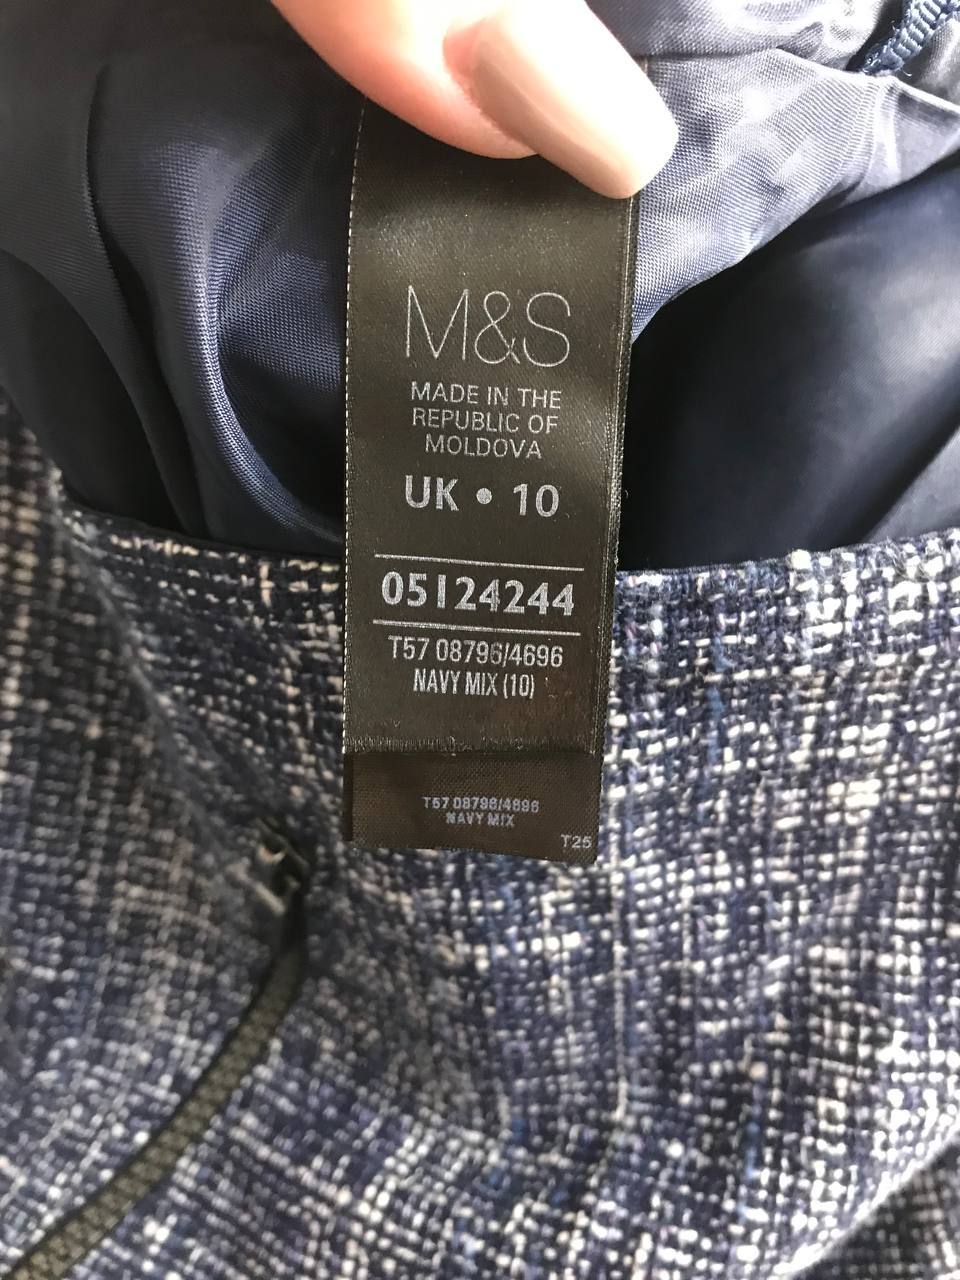 M&S
MADE IN THE
REPUBLIC OF
MOLDOVA
UK • 10
05124244
T57 08796/4696
NAVY MIX (10)
T57 08796/4696
NAVY MIX
T25